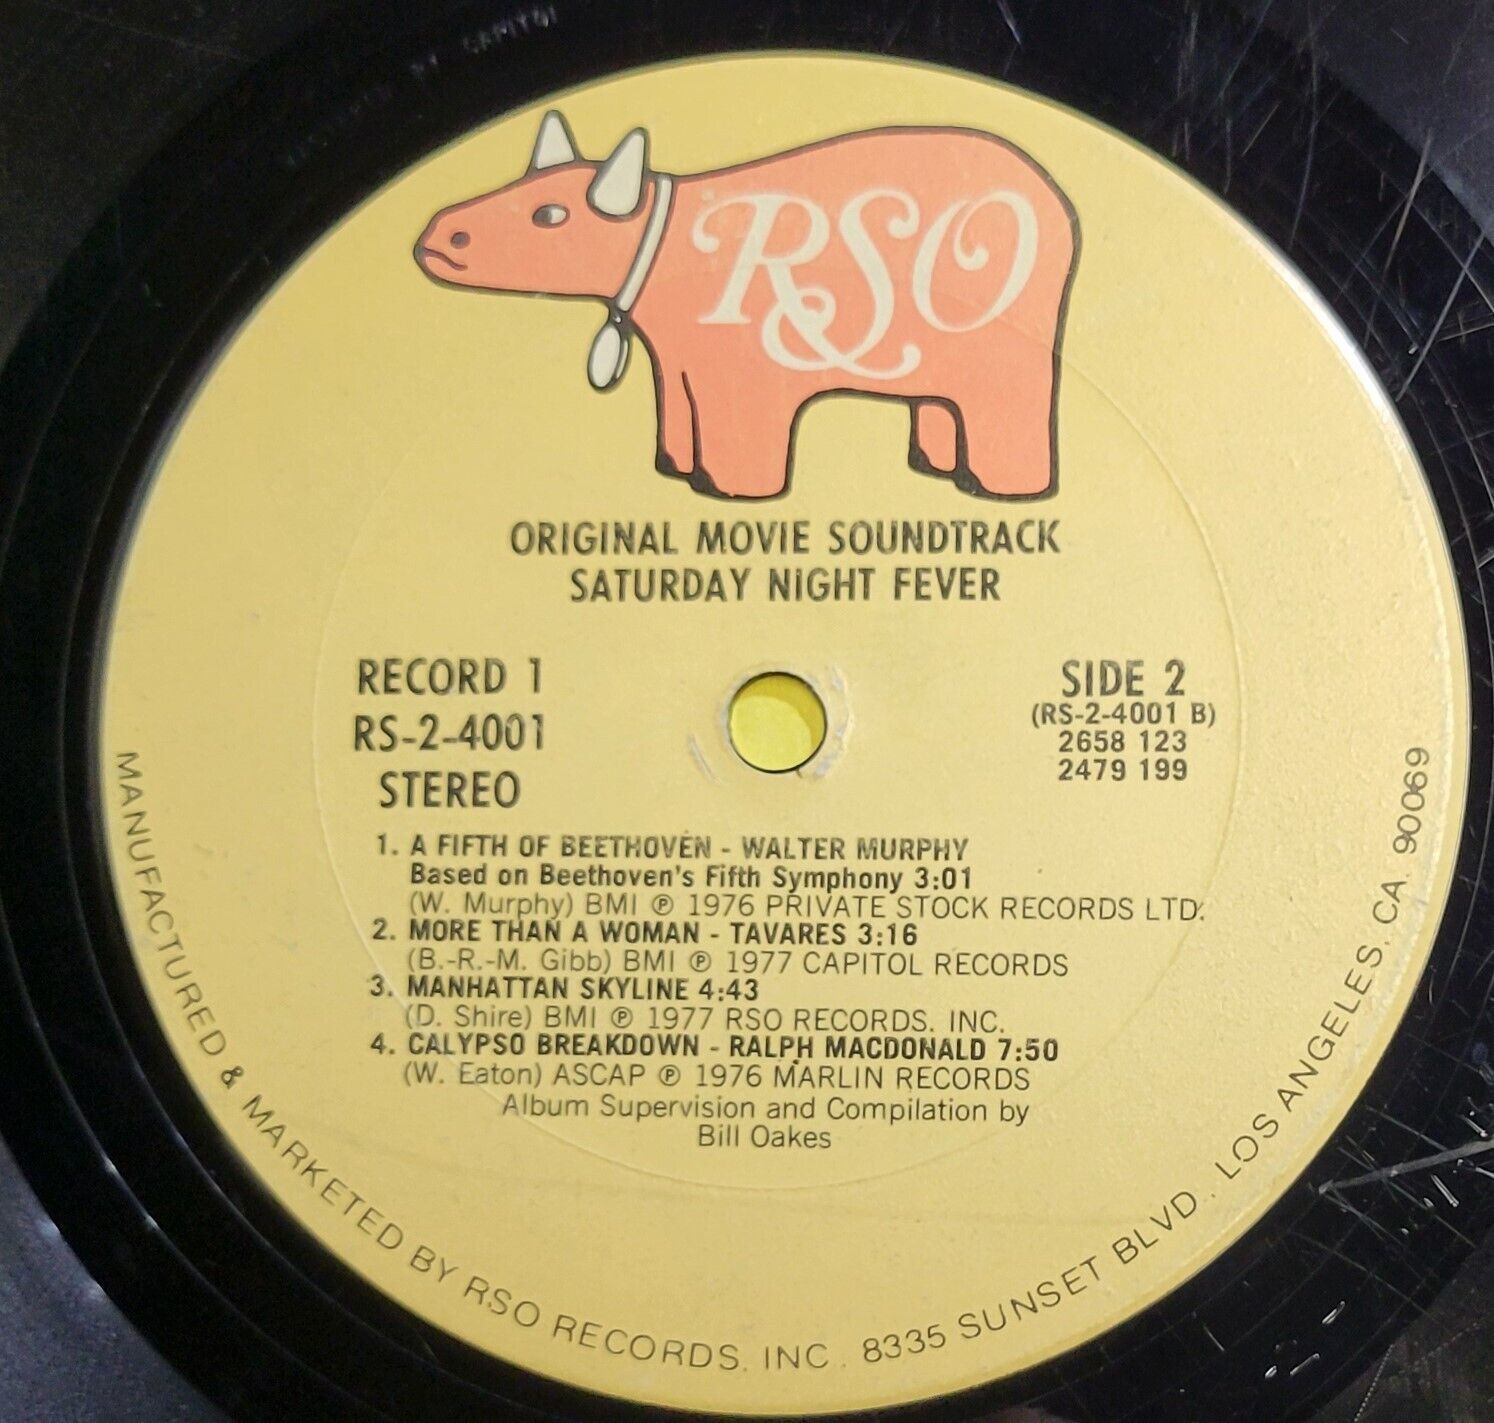 BY CAPITOL
RSO
ORIGINAL MOVIE SOUNDTRACK
SATURDAY NIGHT FEVER
RECORD 1
RS-2-4001
STEREO
SIDE 2
(RS-2-4001 B)
2658 123
2479 199
1. A FIFTH OF BEETHOVEN - WALTER MURPHY
Based on Beethoven's Fifth Symphony 3:01
(W. Murphy) BMI ℗ 1976 PRIVATE STOCK RECORDS LTD.
2. MORE THAN A WOMAN - TAVARES 3:16
(B.-R.-M. Gibb) BMI ℗ 1977 CAPITOL RECORDS
3. MANHATTAN SKYLINE 4:43
(D. Shire) BMI ℗ 1977 RSO RECORDS. INC.
4. CALYPSO BREAKDOWN - RALPH MACDONALD 7:50
(W. Eaton) ASCAP ℗ 1976 MARLIN RECORDS
Album Supervision and Compilation by
Bill Oakes
MANUFACTURED & MARKETED BY RSO RECORDS. INC. 8335 SUNSET BLVD., LOS ANGELES, CA. 90069